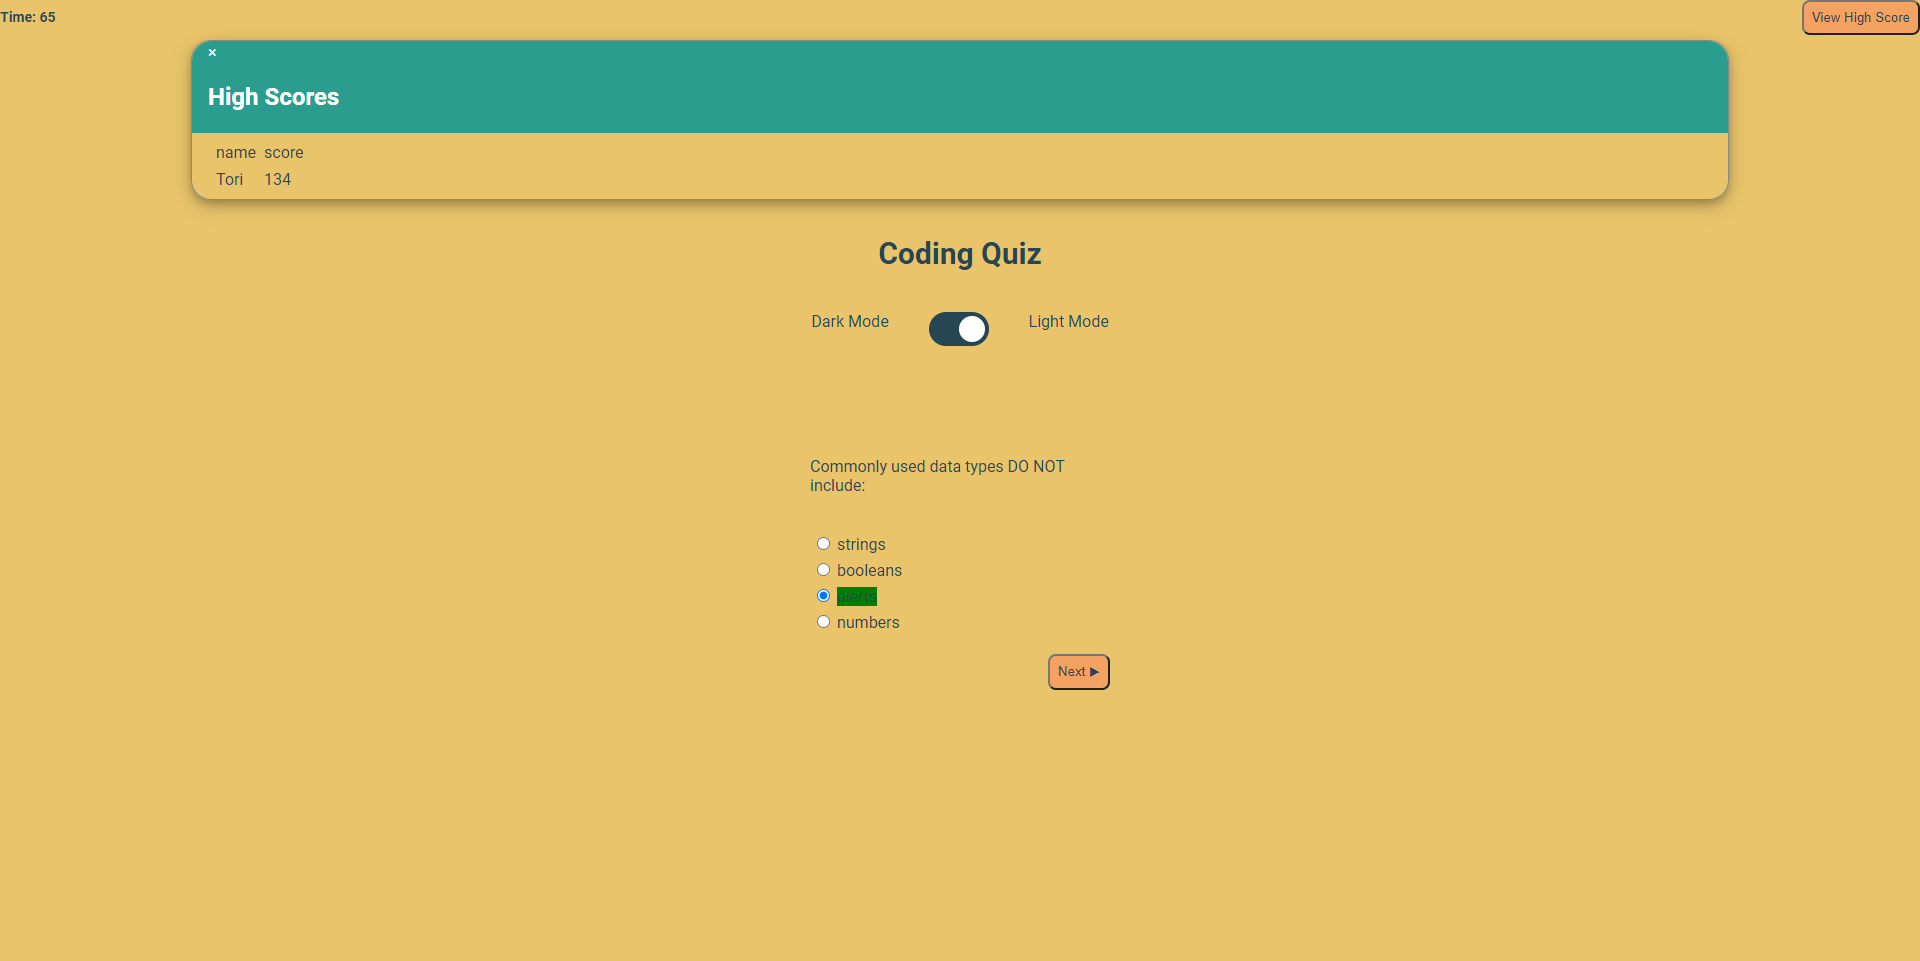 Time: 65
View High Score
×
High Scores
name score
Tori 134
Coding Quiz
Dark Mode
Light Mode
Commonly used data types DO NOT
include:
strings
booleans
alerts
numbers
Next ▶